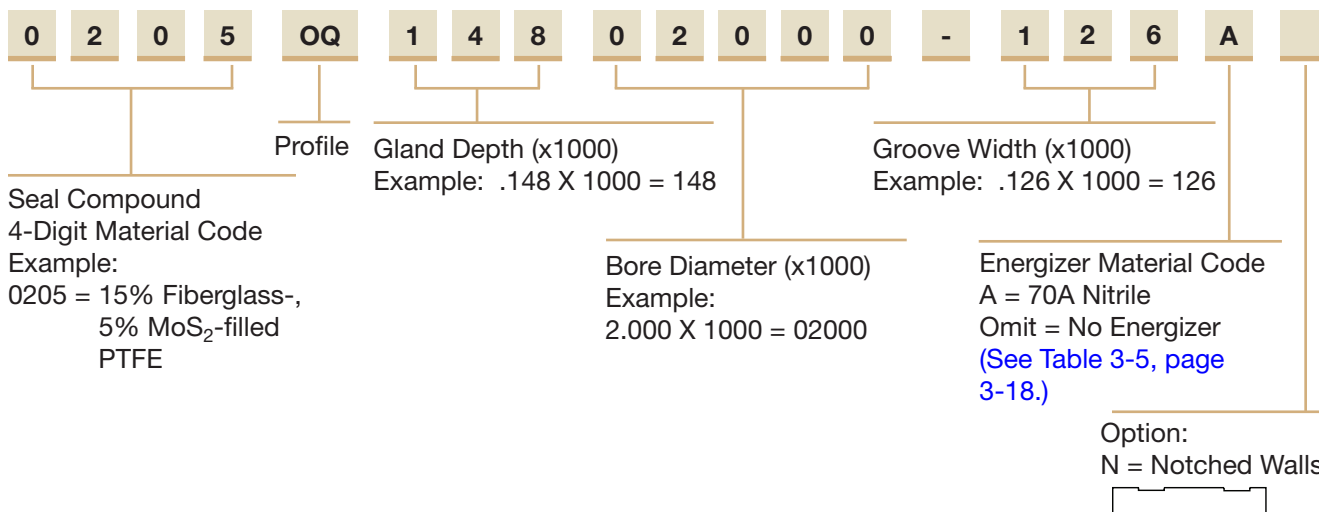 0 2 0 5 OQ 1 4 8 0 2 0 0 0 - 1 2 6 A
Profile
Gland Depth (x1000)
Example: .148 X 1000 = 148
Groove Width (x1000)
Example: .126 X 1000 = 126
Seal Compound
4-Digit Material Code
Example:
0205 = 15% Fiberglass-,
5% MoS₂-filled
PTFE
Bore Diameter (x1000)
Example:
2.000 X 1000 = 02000
Energizer Material Code
A = 70A Nitrile
Omit = No Energizer
(See Table 3-5, page
3-18.)
Option:
N = Notched Walls